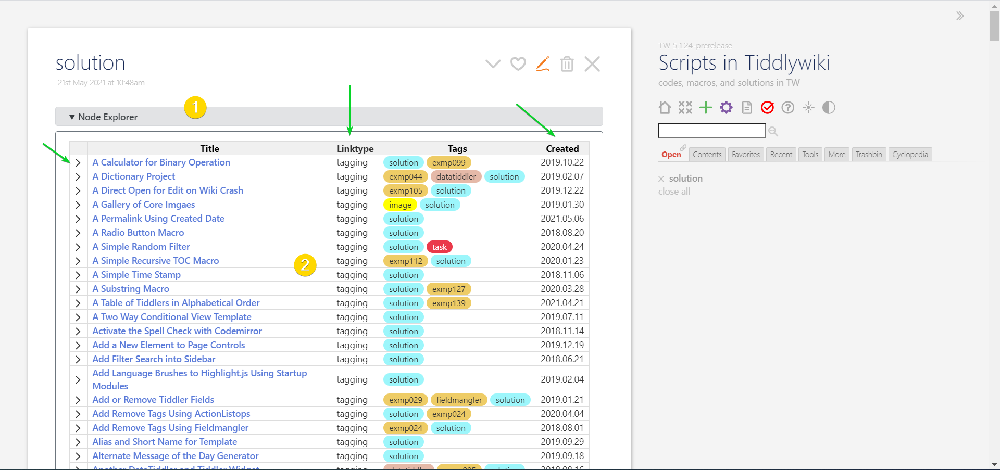 solution
21st May 2021 at 10:48am
1
▼ Node Explorer
Title Linktype Tags Created
A Calculator for Binary Operation tagging solution exmp099 2019.10.22
A Dictionary Project tagging exmp044 datatiddler solution 2019.02.07
A Direct Open for Edit on Wiki Crash tagging exmp105 solution 2019.12.22
A Gallery of Core Imgaes tagging image solution 2019.01.30
A Permalink Using Created Date tagging solution 2021.05.06
A Radio Button Macro tagging solution 2018.08.20
A Simple Random Filter tagging solution task 2020.04.24
A Simple Recursive TOC Macro 2 tagging exmp112 solution 2020.01.23
A Simple Time Stamp tagging solution 2018.11.06
A Substring Macro tagging solution exmp127 2020.03.28
A Table of Tiddlers in Alphabetical Order tagging solution exmp139 2021.04.21
A Two Way Conditional View Template tagging solution 2019.07.11
Activate the Spell Check with Codemirror tagging solution 2018.11.14
Add a New Element to Page Controls tagging solution 2019.12.19
Add Filter Search into Sidebar tagging solution 2018.06.21
Add Language Brushes to Highlight.js Using Startup
Modules tagging solution 2019.02.04
Add or Remove Tiddler Fields tagging exmp029 fieldmangler solution 2019.01.21
Add Remove Tags Using ActionListops tagging solution exmp024 2020.04.04
Add Remove Tags Using Fieldmangler tagging exmp024 solution 2018.08.01
Alias and Short Name for Template tagging solution 2019.09.29
Alternate Message of the Day Generator tagging solution 2019.09.18
Another DataTiddler and Tiddler Widget tagging datatiddler exmp005 solution 2018.08.16
TW 5.1.24-prerelease
Scripts in Tiddlywiki
codes, macros, and solutions in TW
Open Contents Favorites Recent Tools More Trashbin Cyclopedia
solution
close all